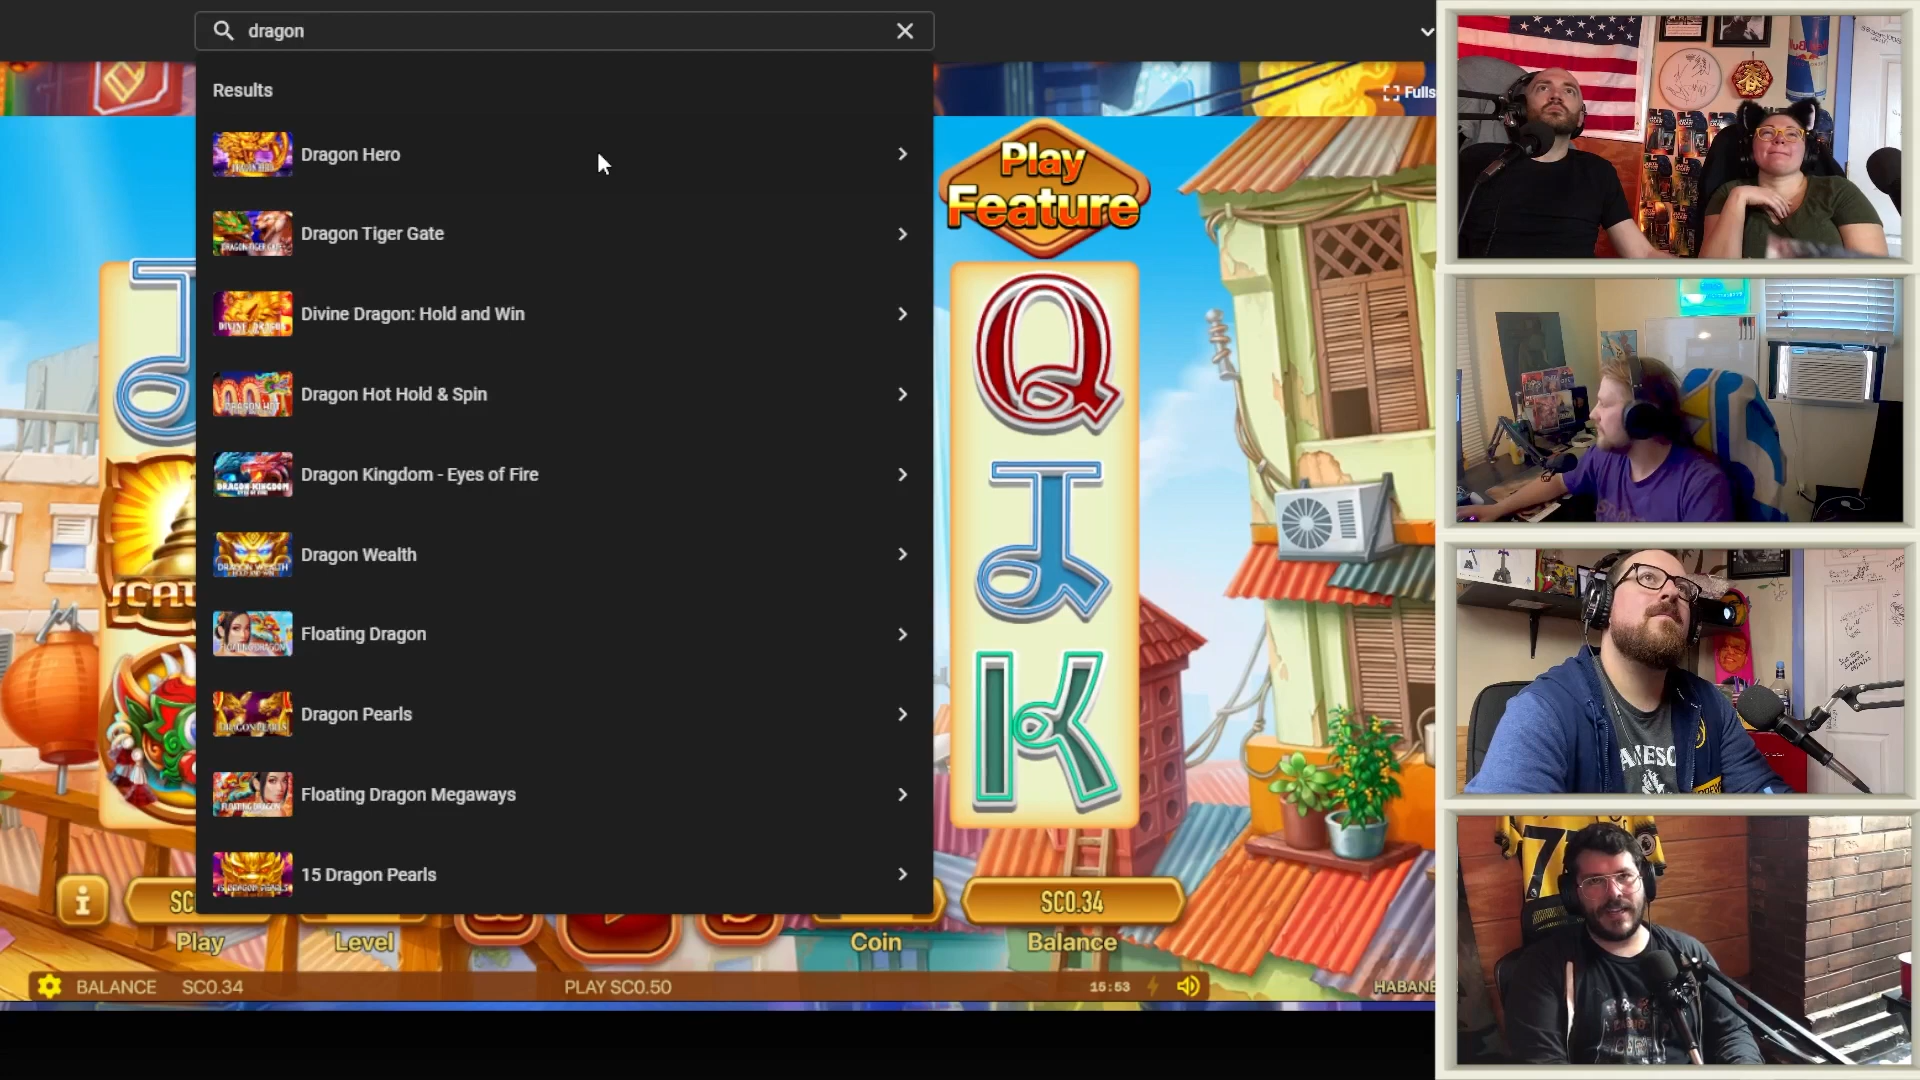 dragon
Results
Dragon Hero
Dragon Tiger Gate
Divine Dragon: Hold and Win
Dragon Hot Hold & Spin
Dragon Kingdom - Eyes of Fire
Dragon Wealth
Floating Dragon
Dragon Pearls
Floating Dragon Megaways
15 Dragon Pearls
Fulls
Play
Feature
J
Q
J
K
SCAT
SC
SC0.34
Play
Level
Coin
Balance
BALANCE SC0.34
PLAY SC0.50
15:53
HABANE